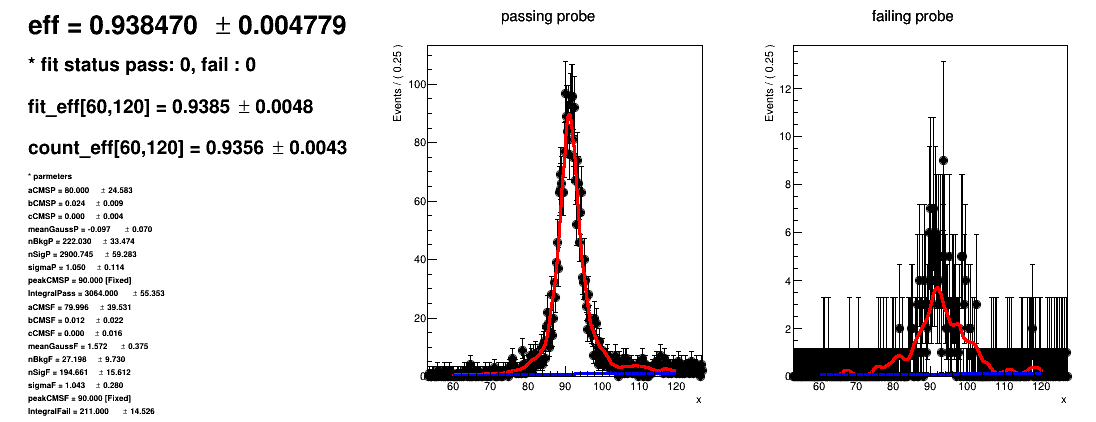 eff = 0.938470 ± 0.004779
* fit status pass: 0, fail : 0
fit_eff[60,120] = 0.9385 ± 0.0048
count_eff[60,120] = 0.9356 ± 0.0043
* parmeters
aCMSP = 80.000 ± 24.583
bCMSP = 0.024 ± 0.009
cCMSP = 0.000 ± 0.004
meanGaussP = -0.097 ± 0.070
nBkgP = 222.030 ± 33.474
nSigP = 2900.745 ± 59.283
sigmaP = 1.050 ± 0.114
peakCMSP = 90.000 [Fixed]
IntegralPass = 3064.000 ± 55.353
aCMSF = 79.996 ± 39.531
bCMSF = 0.012 ± 0.022
cCMSF = 0.000 ± 0.016
meanGaussF = 1.572 ± 0.375
nBkgF = 27.198 ± 9.730
nSigF = 194.661 ± 15.612
sigmaF = 1.043 ± 0.280
peakCMSF = 90.000 [Fixed]
IntegralFail = 211.000 ± 14.526
passing probe
Events / ( 0.25 )
100
80
60
40
20
0
60 70 80 90 100 110 120
x
failing probe
Events / ( 0.25 )
12
10
8
6
4
2
0
60 70 80 90 100 110 120
x